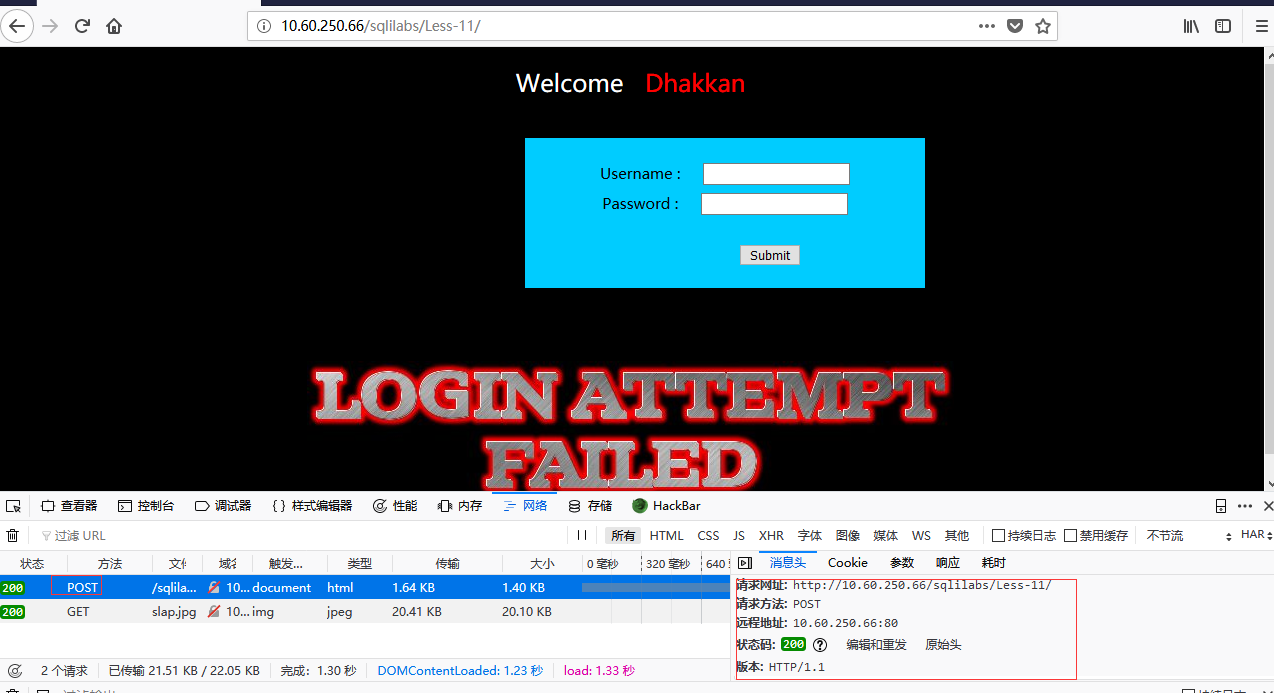 10.60.250.66/sqlilabs/Less-11/
Welcome Dhakkan
Username :
Password :
Submit
LOGIN ATTEMPT
FAILED
查看器 控制台 调试器 {} 样式编辑器 性能 内存 网络 存储 HackBar
过滤 URL 所有 HTML CSS JS XHR 字体 图像 媒体 WS 其他 持续日志 禁用缓存 不节流 HAR
状态 方法 文件 域名 触发... 类型 传输 大小 0 毫秒 320 毫秒 640
消息头 Cookie 参数 响应 耗时
200 POST /sqlila... 10... document html 1.64 KB 1.40 KB
200 GET slap.jpg 10... img jpeg 20.41 KB 20.10 KB
请求网址: http://10.60.250.66/sqlilabs/Less-11/
请求方法: POST
远程地址: 10.60.250.66:80
状态码: 200 ? 编辑和重发 原始头
版本: HTTP/1.1
2 个请求 已传输 21.51 KB / 22.05 KB 完成: 1.30 秒 DOMContentLoaded: 1.23 秒 load: 1.33 秒